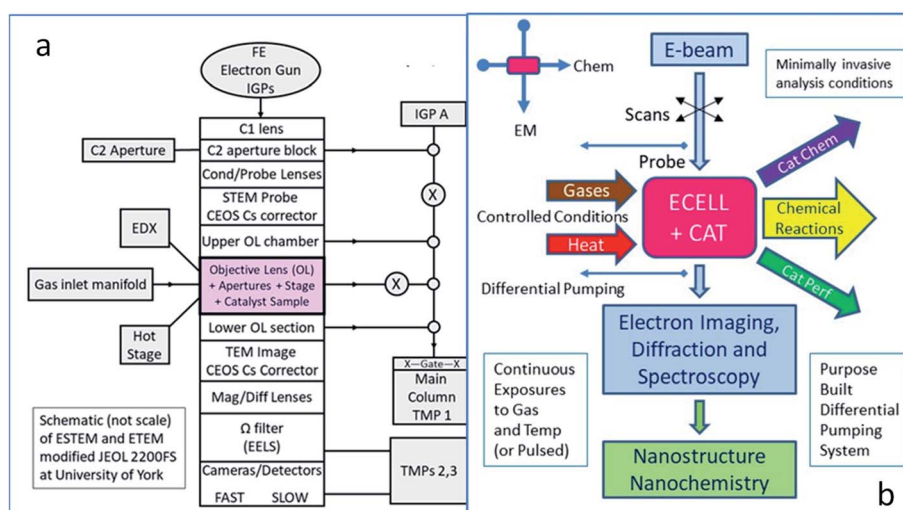 a
FE
Electron Gun
IGPs
IGP A
C1 lens
C2 Aperture
C2 aperture block
Cond/Probe Lenses
X
STEM Probe
CEOS Cs corrector
EDX
Upper OL chamber
Gas inlet manifold
Objective Lens (OL)
+ Apertures + Stage
+ Catalyst Sample
X
Hot
Stage
Lower OL section
TEM Image
CEOS Cs Corrector
X—Gate—X
Main
Column
TMP 1
Mag/Diff Lenses
Schematic (not scale)
of ESTEM and ETEM
modified JEOL 2200FS
at University of York
Ω filter
(EELS)
Cameras/Detectors
FAST SLOW
TMPs 2,3
Chem
EM
E-beam
Minimally invasive
analysis conditions
Scans
Probe
Cat Chem
Gases
Controlled Conditions
Heat
ECELL
+ CAT
Chemical
Reactions
Cat Perf
Differential Pumping
Electron Imaging,
Diffraction and
Spectroscopy
Continuous
Exposures
to Gas
and Temp
(or Pulsed)
Purpose
Built
Differential
Pumping
System
Nanostructure
Nanochemistry
b